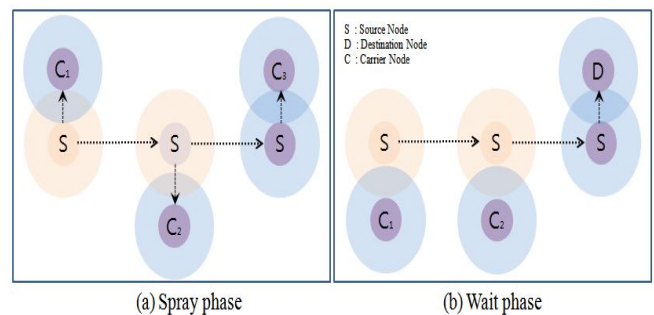 C₁
C₃
S
S
S
C₂
(a) Spray phase
S : Source Node
D : Destination Node
C : Carrier Node
D
S
S
S
C₁
C₂
(b) Wait phase